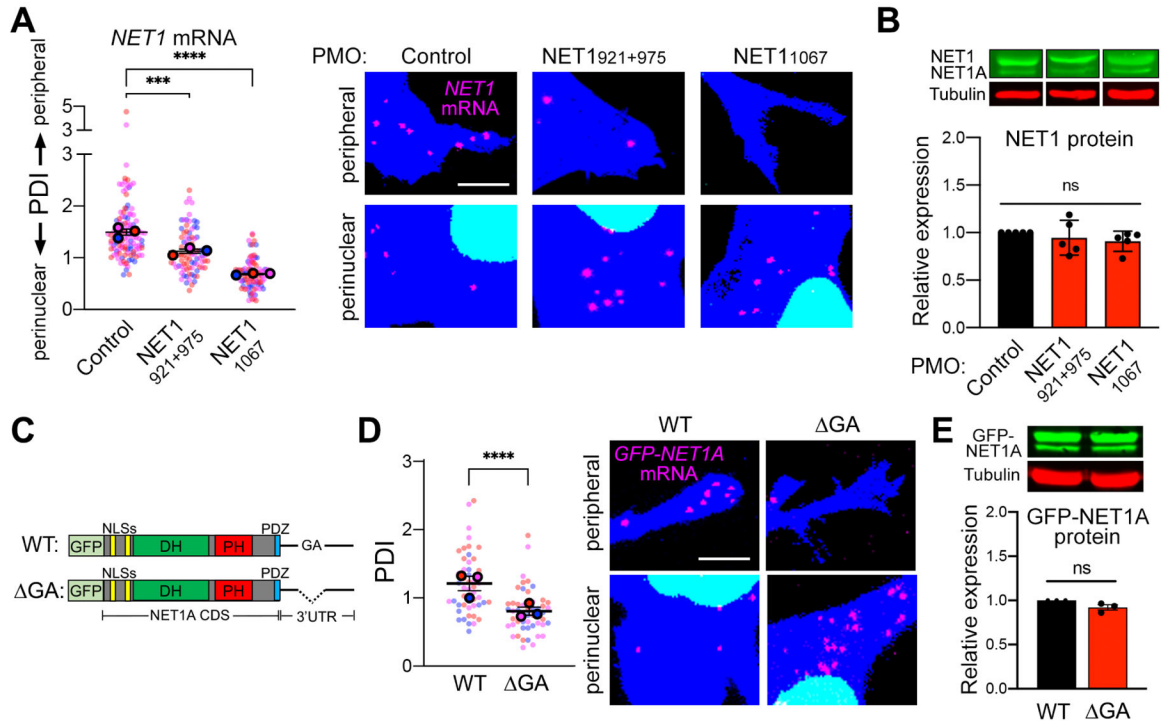 A
NET1 mRNA
****
***
perinuclear ← PDI → peripheral
5
3
3
2
1
0
Control
NET1
921+975
NET1
1067
PMO:
Control
NET1921+975
NET11067
NET1
mRNA
peripheral
perinuclear
B
NET1
NET1A
Tubulin
NET1 protein
ns
Relative expression
2.0
1.5
1.0
0.5
0.0
PMO:
Control
NET1
921+975
NET1
1067
C
WT:
GFP
NLSs
DH
PH
PDZ
GA
ΔGA:
GFP
NLSs
DH
PH
PDZ
NET1A CDS
3'UTR
D
****
PDI
3
2
1
0
WT
ΔGA
WT
ΔGA
GFP-NET1A
mRNA
peripheral
perinuclear
E
GFP-
NET1A
Tubulin
GFP-NET1A
protein
ns
Relative expression
2.0
1.5
1.0
0.5
0.0
WT
ΔGA